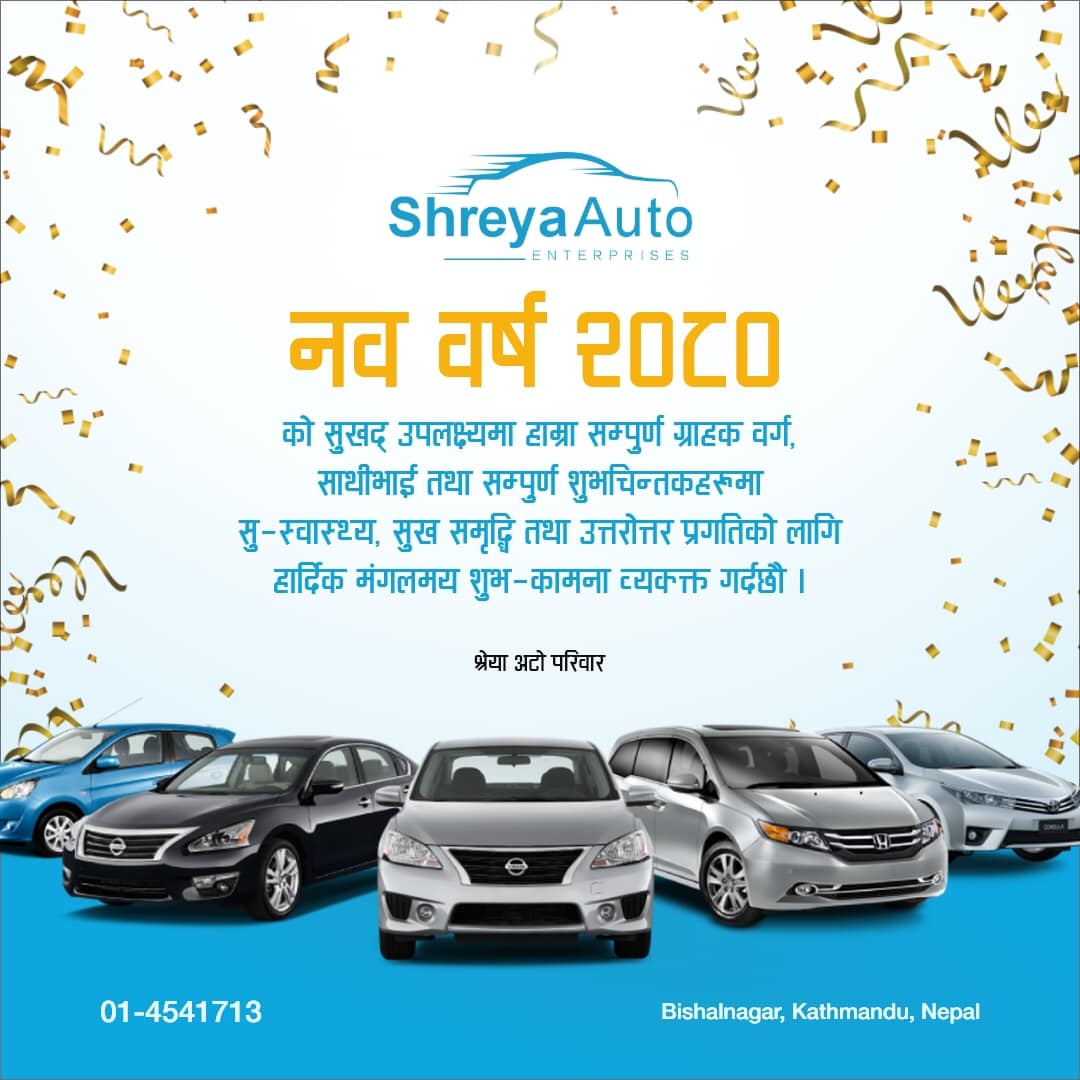 Shreya Auto
ENTERPRISES
नव वर्ष २०८०
को सुखद् उपलक्ष्यमा हाम्रा सम्पुर्ण ग्राहक वर्ग,
साथीभाई तथा सम्पुर्ण शुभचिन्तकहरूमा
सु-स्वास्थ्य, सुख समृद्धि तथा उत्तरोत्तर प्रगतिको लागि
हार्दिक मंगलमय शुभ-कामना व्यक्त गर्दछौ ।
श्रेया अटो परिवार
COROLLA
01-4541713
Bishalnagar, Kathmandu, Nepal